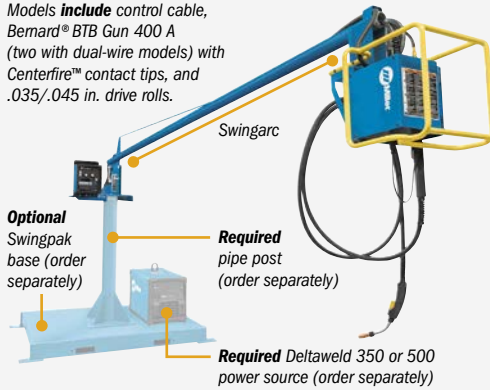 Models include control cable,
Bernard® BTB Gun 400 A
(two with dual-wire models) with
Centerfire™ contact tips, and
.035/.045 in. drive rolls.
Miller
Swingarc
Optional
Swingpak
base (order
separately)
Required
pipe post
(order separately)
Required Deltaweld 350 or 500
power source (order separately)